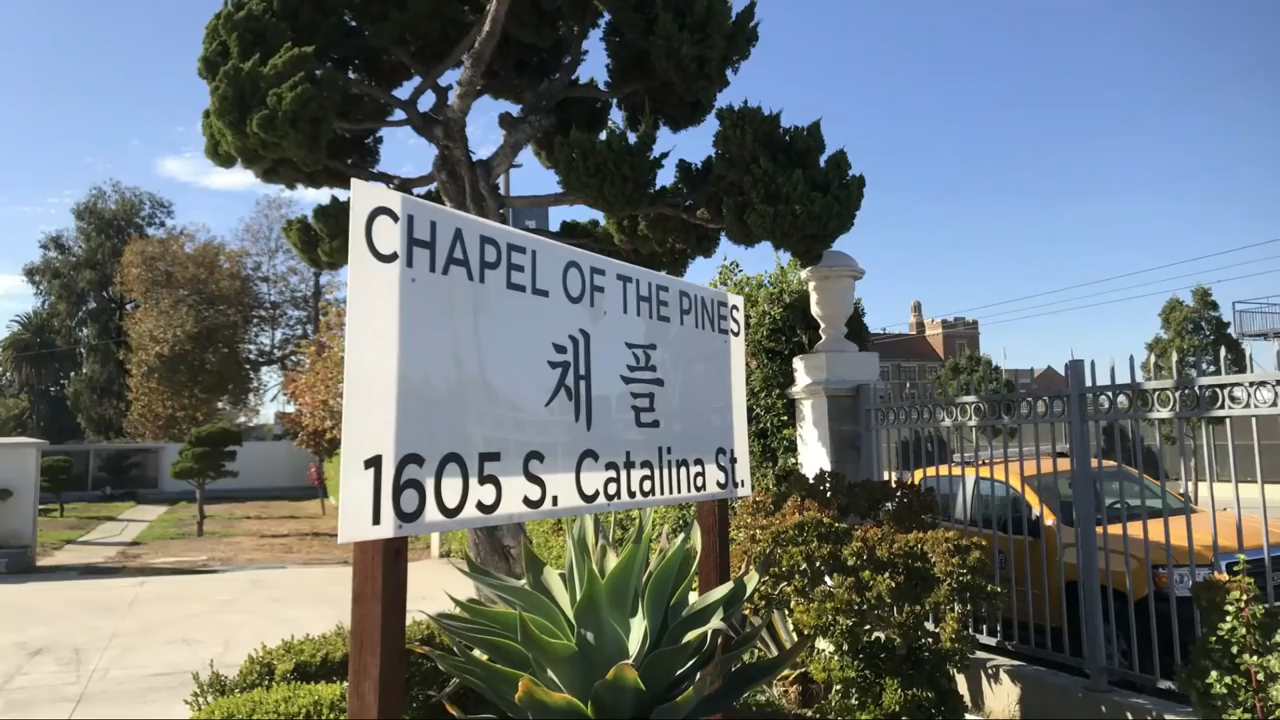 CHAPEL OF THE PINES
채플
1605 S. Catalina St.